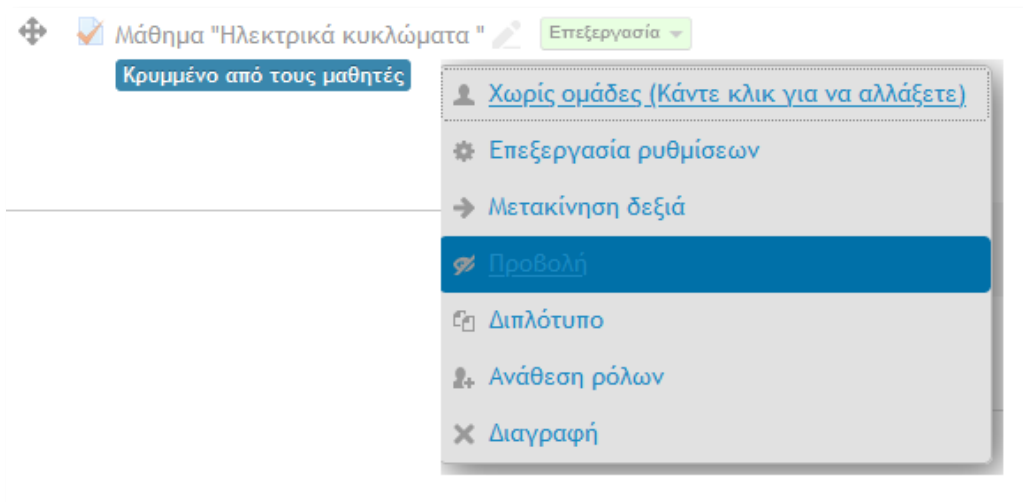 Μάθημα "Ηλεκτρικά κυκλώματα " Επεξεργασία
Κρυμμένο από τους μαθητές
Χωρίς ομάδες (Κάντε κλικ για να αλλάξετε)
Επεξεργασία ρυθμίσεων
Μετακίνηση δεξιά
Προβολή
Διπλότυπο
Ανάθεση ρόλων
Διαγραφή